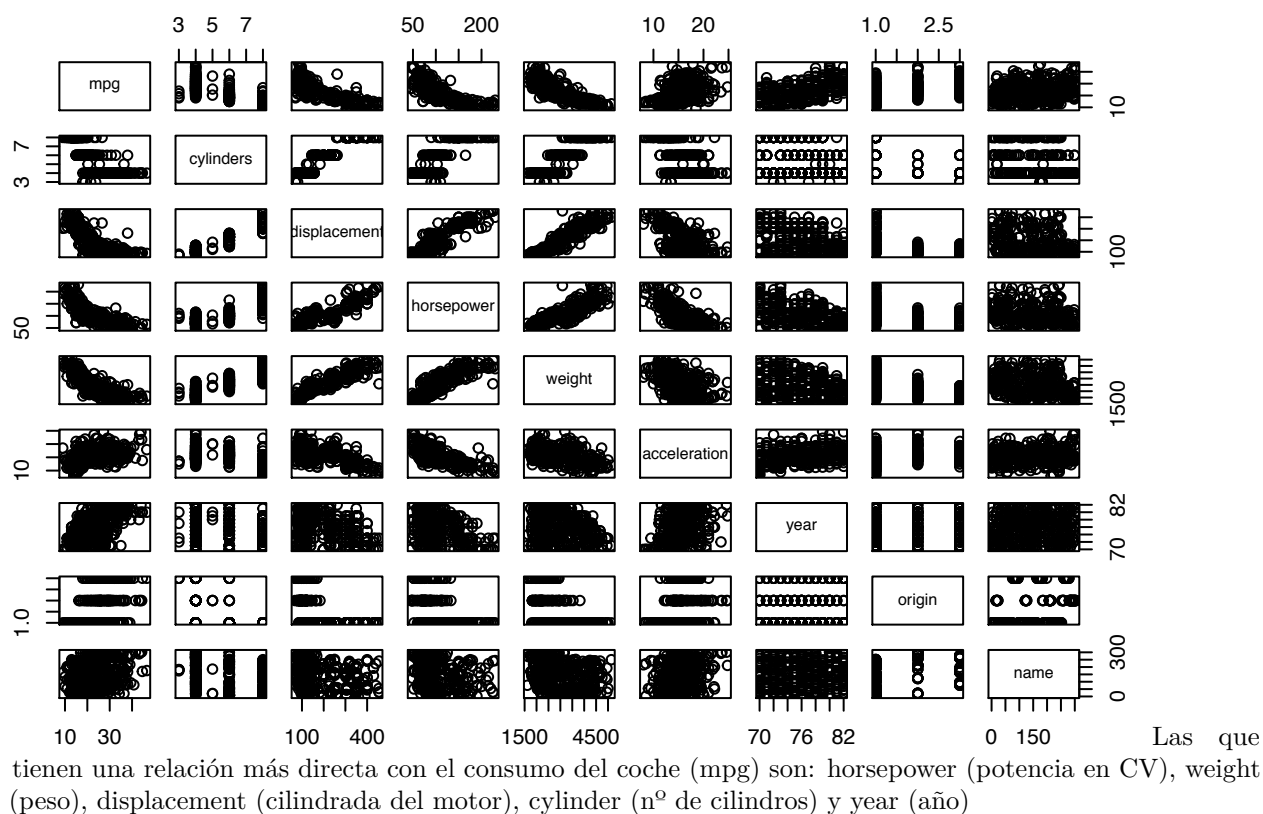 3 5 7 50 200 10 20 1.0 2.5
mpg 10
7 3 cylinders
displacement 100
50 horsepower
weight 1500
10 acceleration
year 82 70
1.0 origin
name 300 0
10 30 100 400 1500 4500 70 76 82 0 150 Las que
tienen una relación más directa con el consumo del coche (mpg) son: horsepower (potencia en CV), weight
(peso), displacement (cilindrada del motor), cylinder (nº de cilindros) y year (año)